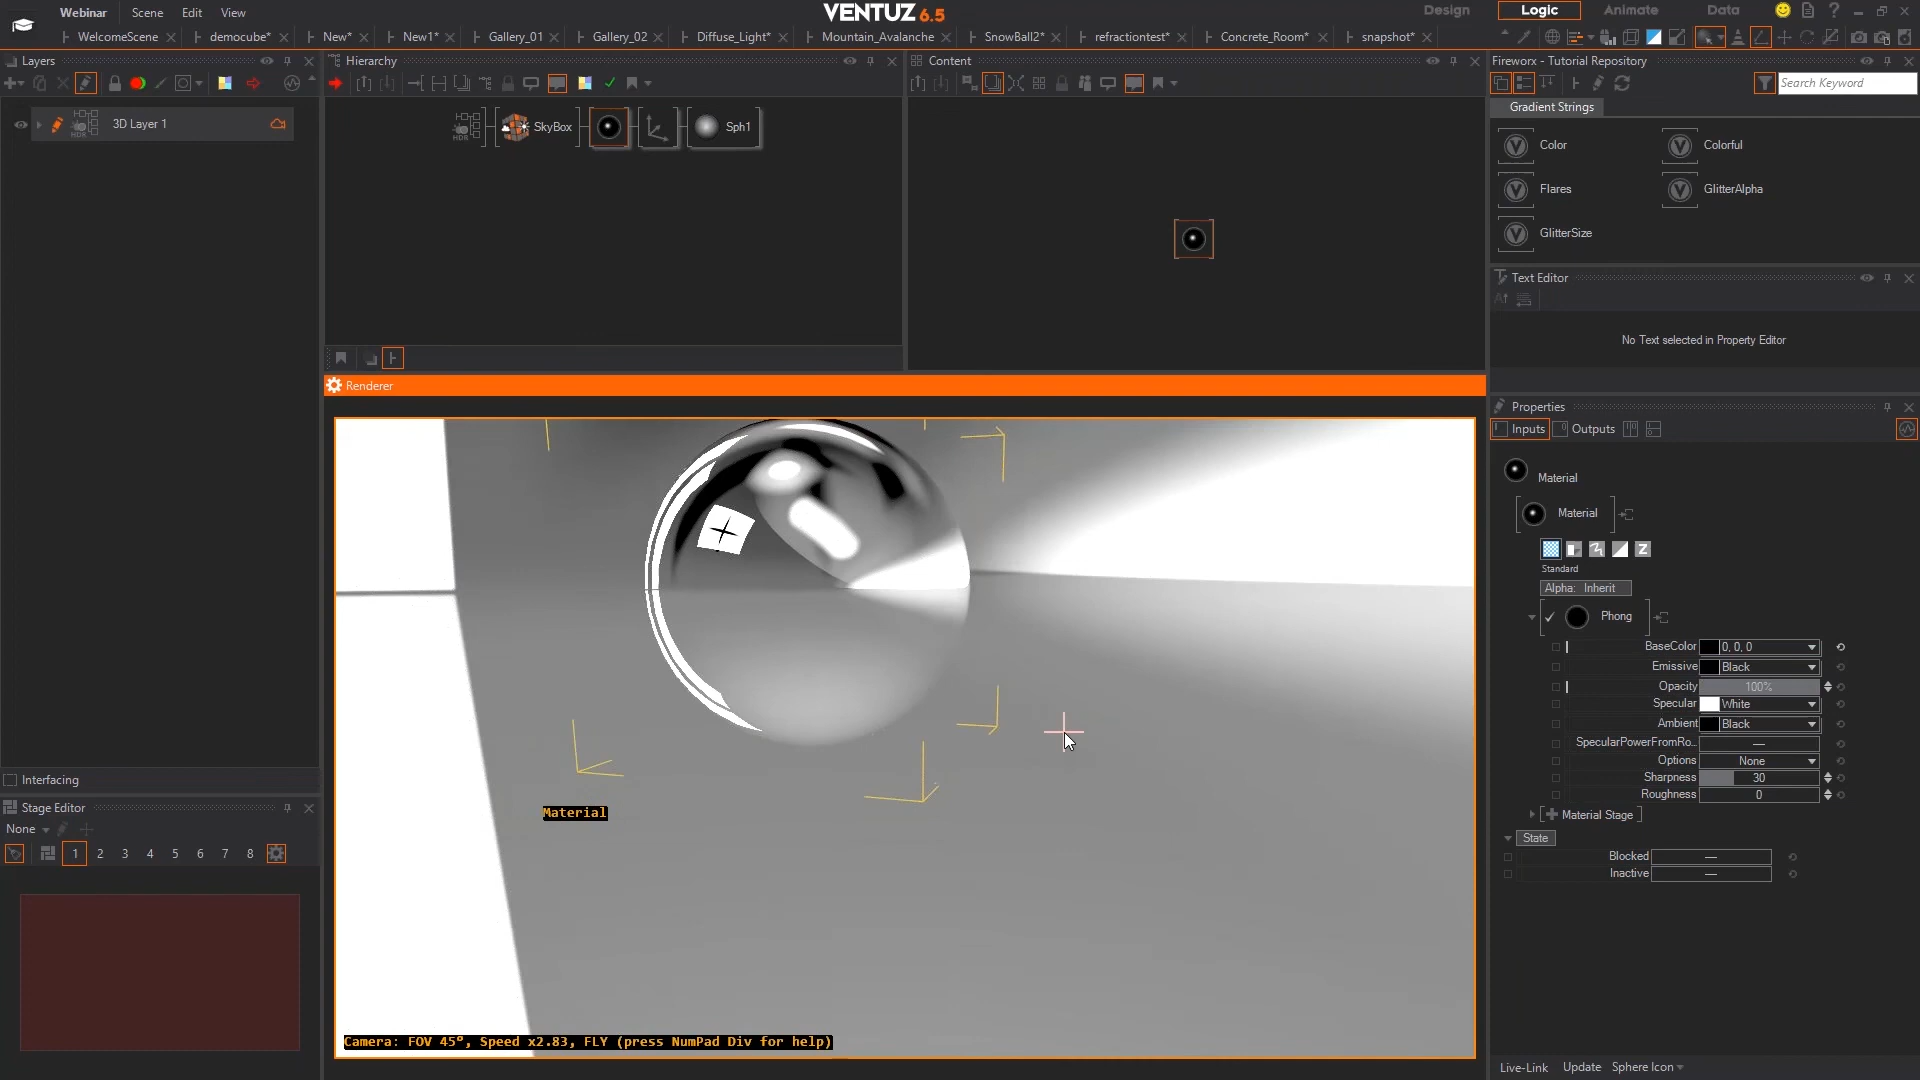 Webinar Scene Edit View
VENTUZ 6.5
Design Logic Animate Data
WelcomeScene democube* New* New1* Gallery_01 Gallery_02 Diffuse_Light* Mountain_Avalanche SnowBall2* refractiontest* Concrete_Room* snapshot*
Layers
Hierarchy
Content
Fireworx - Tutorial Repository
Search Keyword
Gradient Strings
3D Layer 1
HDR
HDR
SkyBox
Sph1
Color Colorful
Flares GlitterAlpha
GlitterSize
Text Editor
No Text selected in Property Editor
Renderer
Properties
Inputs Outputs
Material
Material
Standard
Alpha: Inherit
Phong
BaseColor 0, 0, 0
Emissive Black
Opacity 100%
Specular White
Ambient Black
SpecularPowerFromRo... —
Options None
Sharpness 30
Roughness 0
Material Stage
State
Blocked —
Inactive —
Interfacing
Stage Editor
None
1 2 3 4 5 6 7 8
Material
Camera: FOV 45°, Speed x2.83, FLY (press NumPad Div for help)
Live-Link Update Sphere Icon